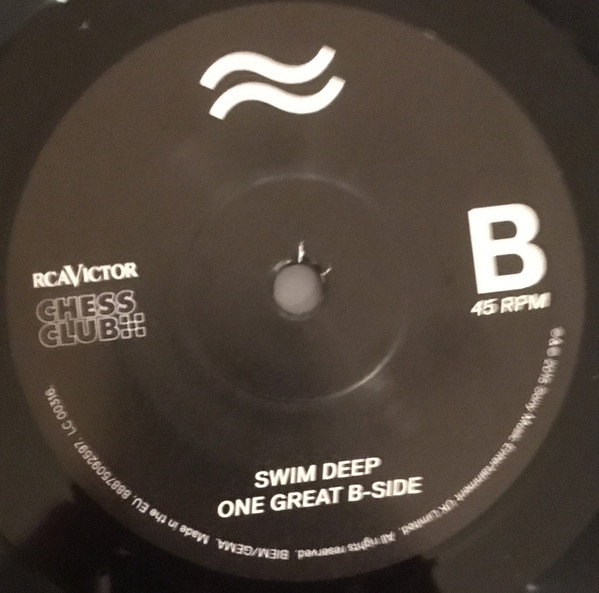 B
45 RPM
RCA VICTOR
CHESS
CLUB
SWIM DEEP
ONE GREAT B-SIDE
℗&© 2015 Sony Music Entertainment UK Limited. All rights reserved. BIEM/GEMA. Made in the EU. 88875092597. LC 00316.